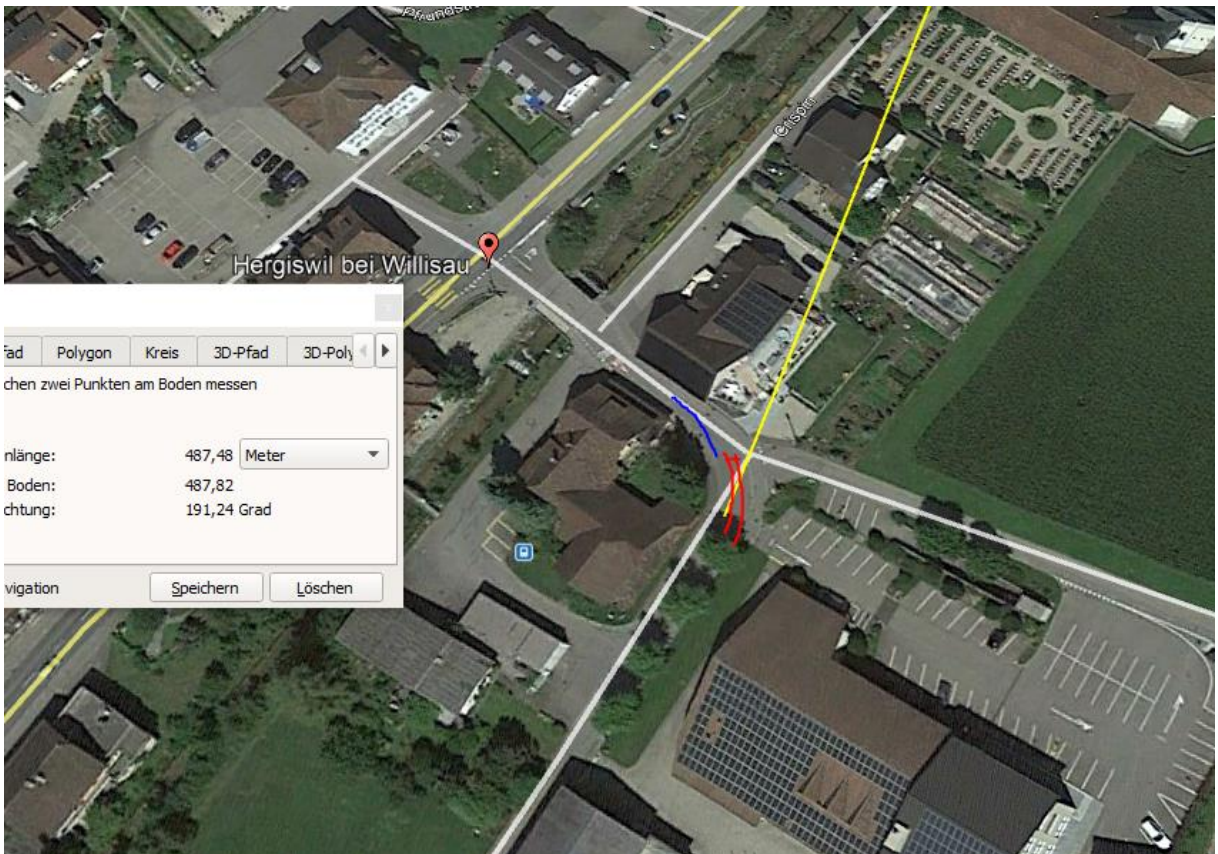 Crispin
Hergiswil bei Willisau
fad Polygon Kreis 3D-Pfad 3D-Poly
chen zwei Punkten am Boden messen
nlänge: 487,48 Meter
Boden: 487,82
chtung: 191,24 Grad
vigation Speichern Löschen